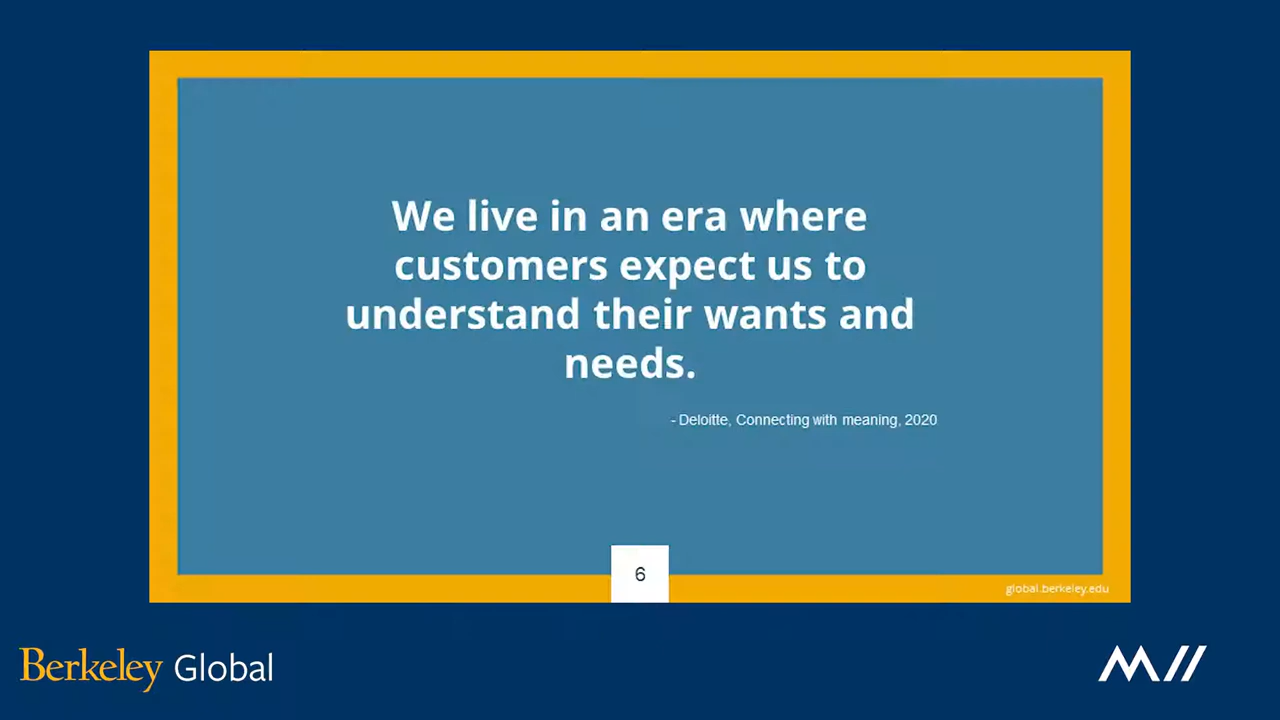 We live in an era where
customers expect us to
understand their wants and
needs.
- Deloitte, Connecting with meaning, 2020
6
global.berkeley.edu
Berkeley Global